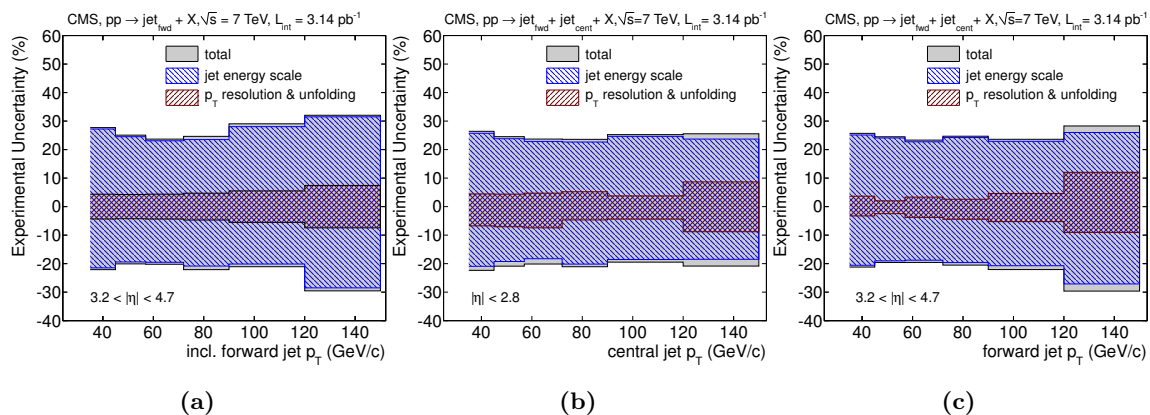 CMS, pp → jet_fwd + X, √s = 7 TeV, L_int = 3.14 pb⁻¹
Experimental Uncertainty (%)
60
50
40
30
20
10
0
-10
-20
-30
-40
total
jet energy scale
p_T resolution & unfolding
3.2 < |η| < 4.7
40 60 80 100 120 140
incl. forward jet p_T (GeV/c)
(a)
CMS, pp → jet_fwd + jet_cent + X, √s=7 TeV, L_int= 3.14 pb⁻¹
Experimental Uncertainty (%)
60
50
40
30
20
10
0
-10
-20
-30
-40
total
jet energy scale
p_T resolution & unfolding
|η| < 2.8
40 60 80 100 120 140
central jet p_T (GeV/c)
(b)
CMS, pp → jet_fwd + jet_cent + X, √s=7 TeV, L_int = 3.14 pb⁻¹
Experimental Uncertainty (%)
60
50
40
30
20
10
0
-10
-20
-30
-40
total
jet energy scale
p_T resolution & unfolding
3.2 < |η| < 4.7
40 60 80 100 120 140
forward jet p_T (GeV/c)
(c)